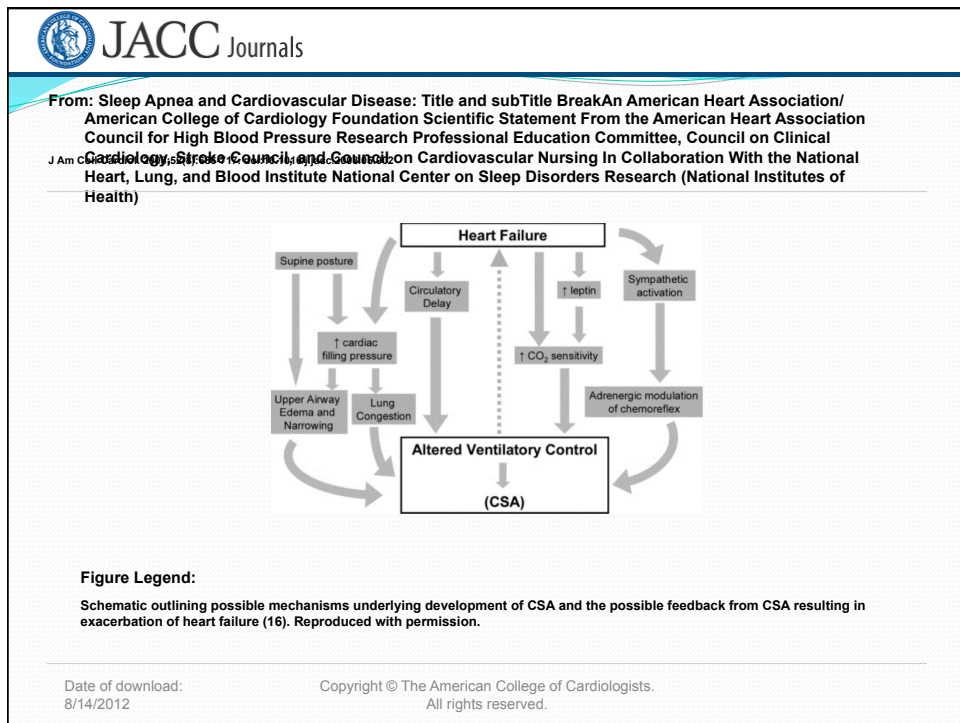 JACC Journals
From: Sleep Apnea and Cardiovascular Disease: Title and subTitle BreakAn American Heart Association/
American College of Cardiology Foundation Scientific Statement From the American Heart Association
Council for High Blood Pressure Research Professional Education Committee, Council on Clinical
Cardiology, Stroke Council, and Council on Cardiovascular Nursing In Collaboration With the National
J Am Coll Cardiol.
Heart, Lung, and Blood Institute National Center on Sleep Disorders Research (National Institutes of
Health)
Heart Failure
Supine posture
Circulatory
Delay
↑ leptin
Sympathetic
activation
↑ cardiac
filling pressure
↑ CO₂ sensitivity
Upper Airway
Edema and
Narrowing
Lung
Congestion
Adrenergic modulation
of chemoreflex
Altered Ventilatory Control
(CSA)
Figure Legend:
Schematic outlining possible mechanisms underlying development of CSA and the possible feedback from CSA resulting in
exacerbation of heart failure (16). Reproduced with permission.
Date of download:
8/14/2012
Copyright © The American College of Cardiologists.
All rights reserved.